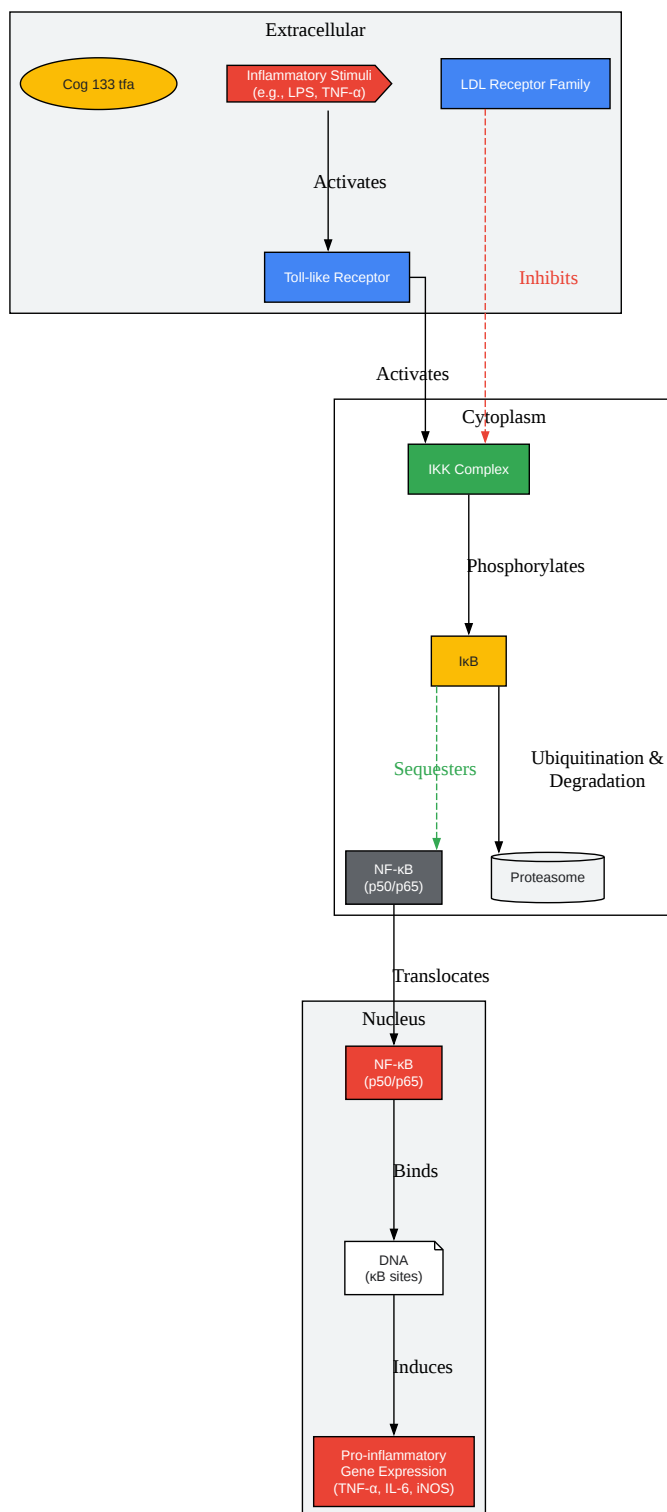 Extracellular
Cog 133 tfa
Inflammatory Stimuli
(e.g., LPS, TNF-α)
LDL Receptor Family
Activates
Toll-like Receptor
Inhibits
Activates
Cytoplasm
IKK Complex
Phosphorylates
IκB
Sequesters
Ubiquitination &
Degradation
NF-κB
(p50/p65)
Proteasome
Translocates
Nucleus
NF-κB
(p50/p65)
Binds
DNA
(κB sites)
Induces
Pro-inflammatory
Gene Expression
(TNF-α, IL-6, iNOS)